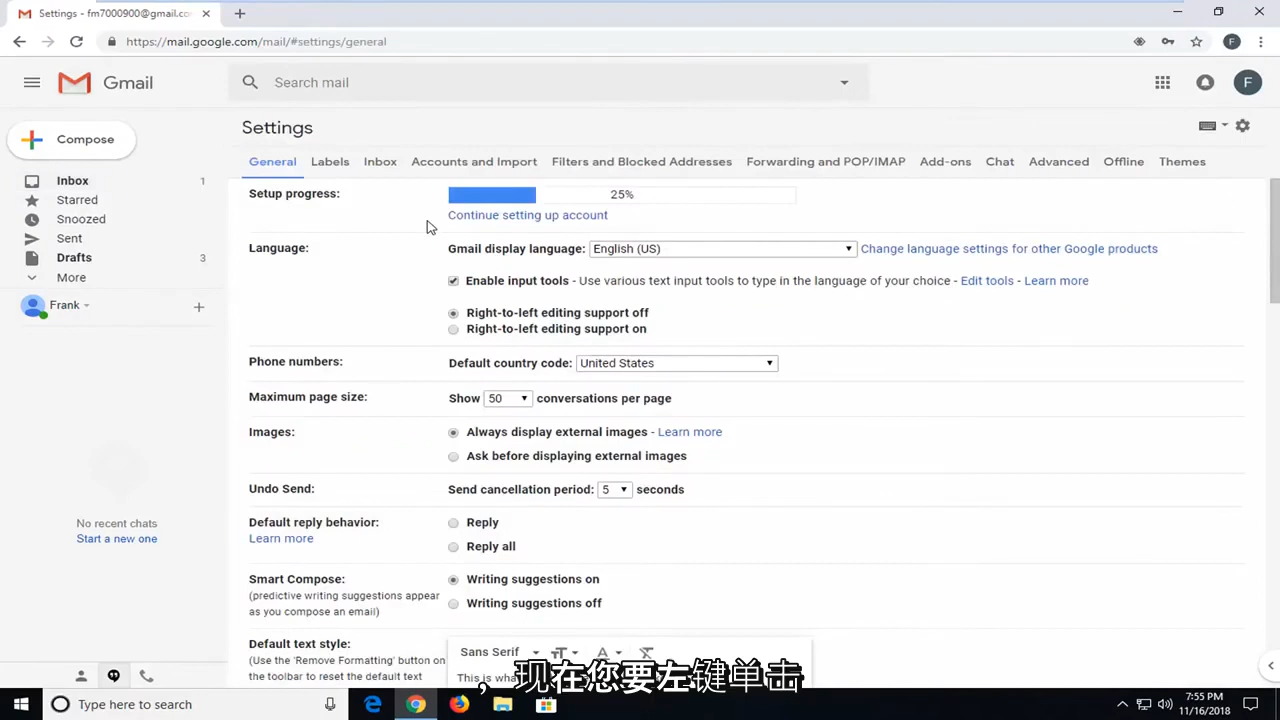 Settings - fm7000900@gmail.co
https://mail.google.com/mail/#settings/general
F
Gmail
Search mail
F
Compose
Settings
General Labels Inbox Accounts and Import Filters and Blocked Addresses Forwarding and POP/IMAP Add-ons Chat Advanced Offline Themes
Inbox 1
Starred
Snoozed
Sent
Drafts 3
More
Frank
No recent chats
Start a new one
Setup progress: 25%
Continue setting up account
Language: Gmail display language: English (US) Change language settings for other Google products
Enable input tools - Use various text input tools to type in the language of your choice - Edit tools - Learn more
Right-to-left editing support off
Right-to-left editing support on
Phone numbers: Default country code: United States
Maximum page size: Show 50 conversations per page
Images: Always display external images - Learn more
Ask before displaying external images
Undo Send: Send cancellation period: 5 seconds
Default reply behavior: Reply
Learn more
Reply all
Smart Compose: Writing suggestions on
(predictive writing suggestions appear
as you compose an email) Writing suggestions off
Default text style: Sans Serif
(Use the 'Remove Formatting' button on
the toolbar to reset the default text
This is wha
，现在您要左键单击
Type here to search
7:55 PM
11/16/2018